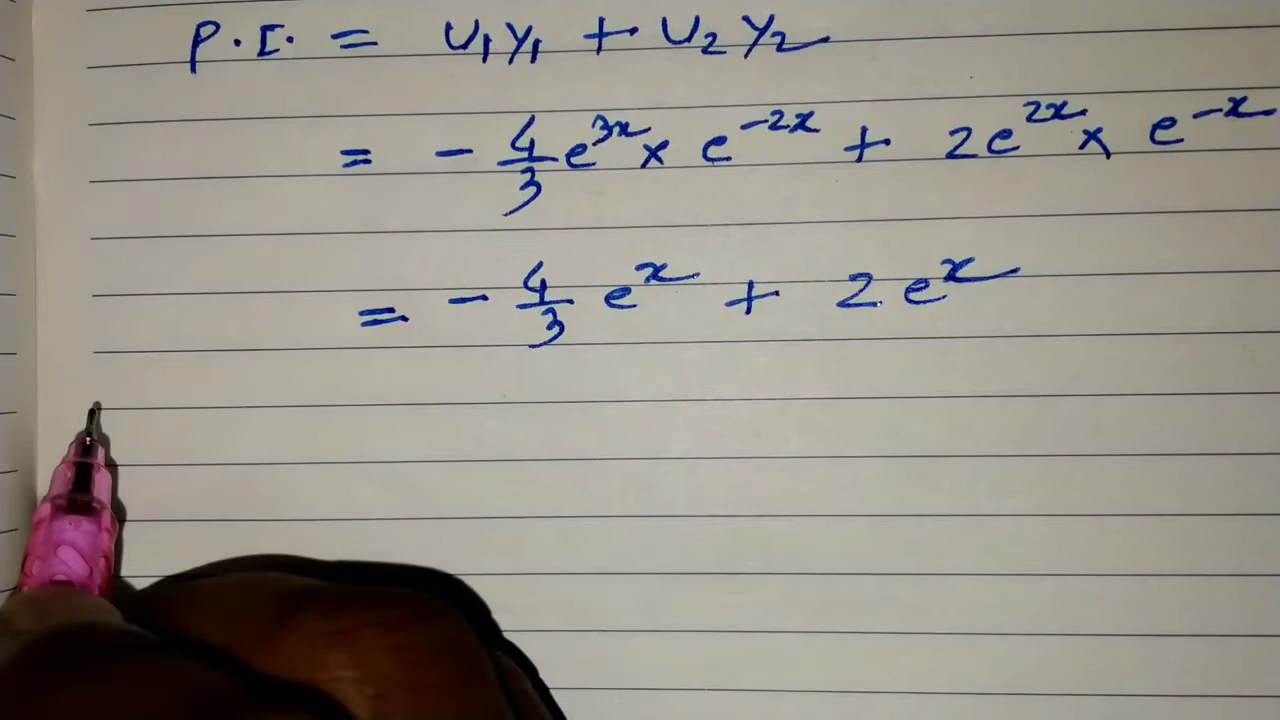 P.I. = u₁y₁ + u₂y₂
= - 4/3 e^{3x} × e^{-2x} + 2e^{2x} × e^{-x}
= - 4/3 e^{x} + 2e^{x}